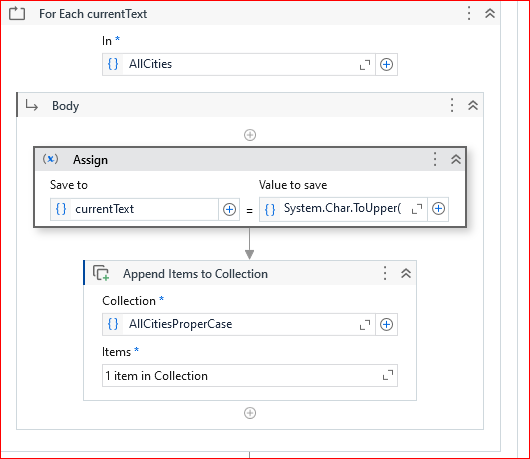 For Each currentText
In *
{ } AllCities
Body
(x) Assign
Save to Value to save
{ } currentText = { } System.Char.ToUpper(
Append Items to Collection
Collection *
{ } AllCitiesProperCase
Items *
1 item in Collection